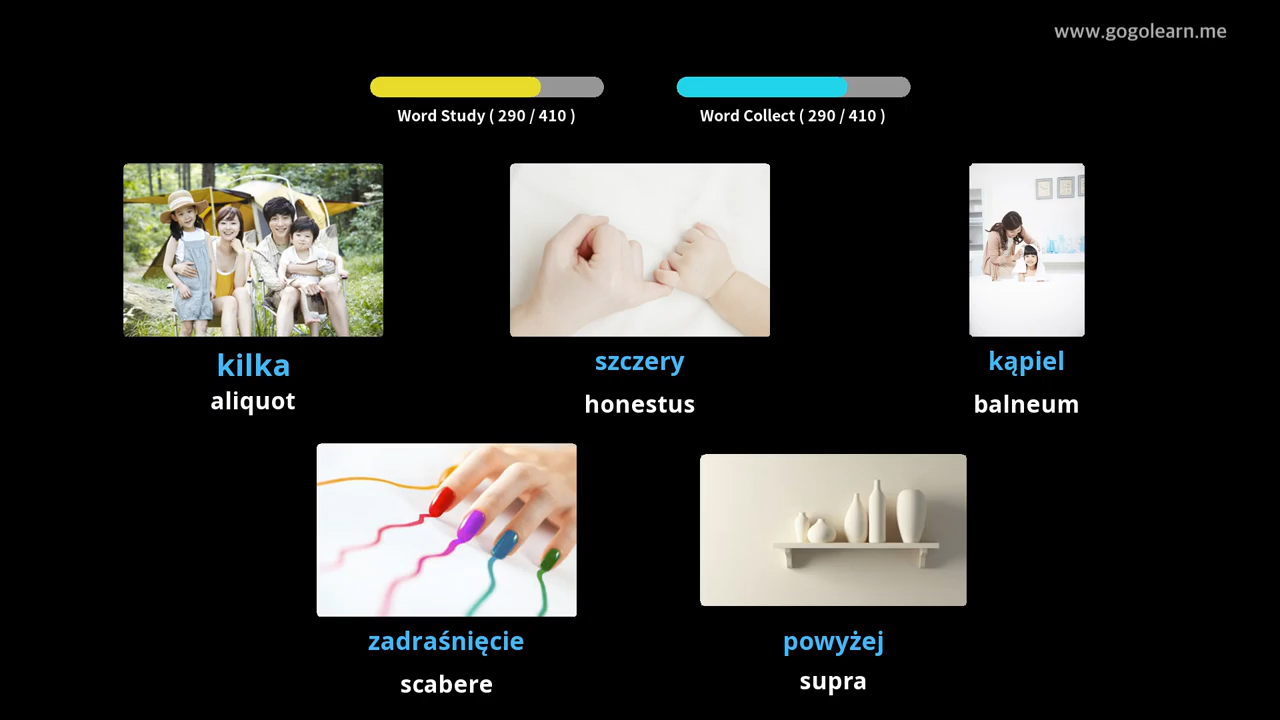 www.gogolearn.me
Word Study ( 290 / 410 )
Word Collect ( 290 / 410 )
kilka
aliquot
szczery
honestus
kąpiel
balneum
zadraśnięcie
scabere
powyżej
supra